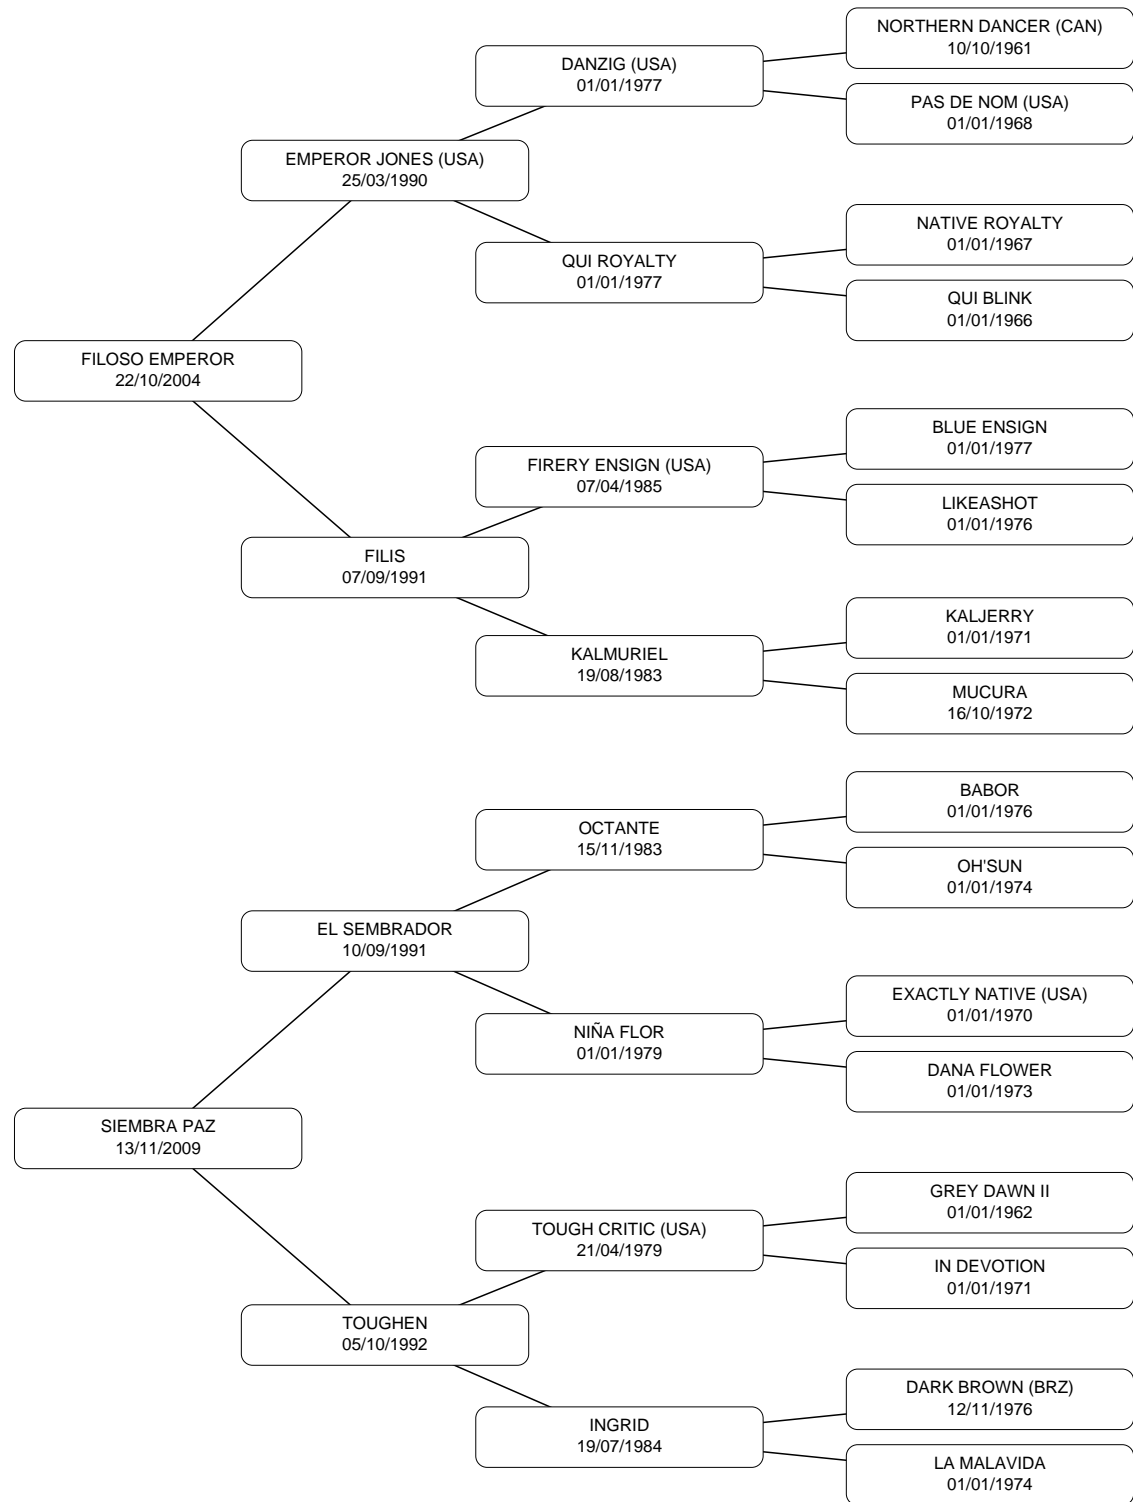 NORTHERN DANCER (CAN)
10/10/1961
DANZIG (USA)
01/01/1977
PAS DE NOM (USA)
01/01/1968
EMPEROR JONES (USA)
25/03/1990
NATIVE ROYALTY
01/01/1967
QUI ROYALTY
01/01/1977
QUI BLINK
01/01/1966
FILOSO EMPEROR
22/10/2004
BLUE ENSIGN
01/01/1977
FIRERY ENSIGN (USA)
07/04/1985
LIKEASHOT
01/01/1976
FILIS
07/09/1991
KALJERRY
01/01/1971
KALMURIEL
19/08/1983
MUCURA
16/10/1972
BABOR
01/01/1976
OCTANTE
15/11/1983
OH'SUN
01/01/1974
EL SEMBRADOR
10/09/1991
EXACTLY NATIVE (USA)
01/01/1970
NIÑA FLOR
01/01/1979
DANA FLOWER
01/01/1973
SIEMBRA PAZ
13/11/2009
GREY DAWN II
01/01/1962
TOUGH CRITIC (USA)
21/04/1979
IN DEVOTION
01/01/1971
TOUGHEN
05/10/1992
DARK BROWN (BRZ)
12/11/1976
INGRID
19/07/1984
LA MALAVIDA
01/01/1974